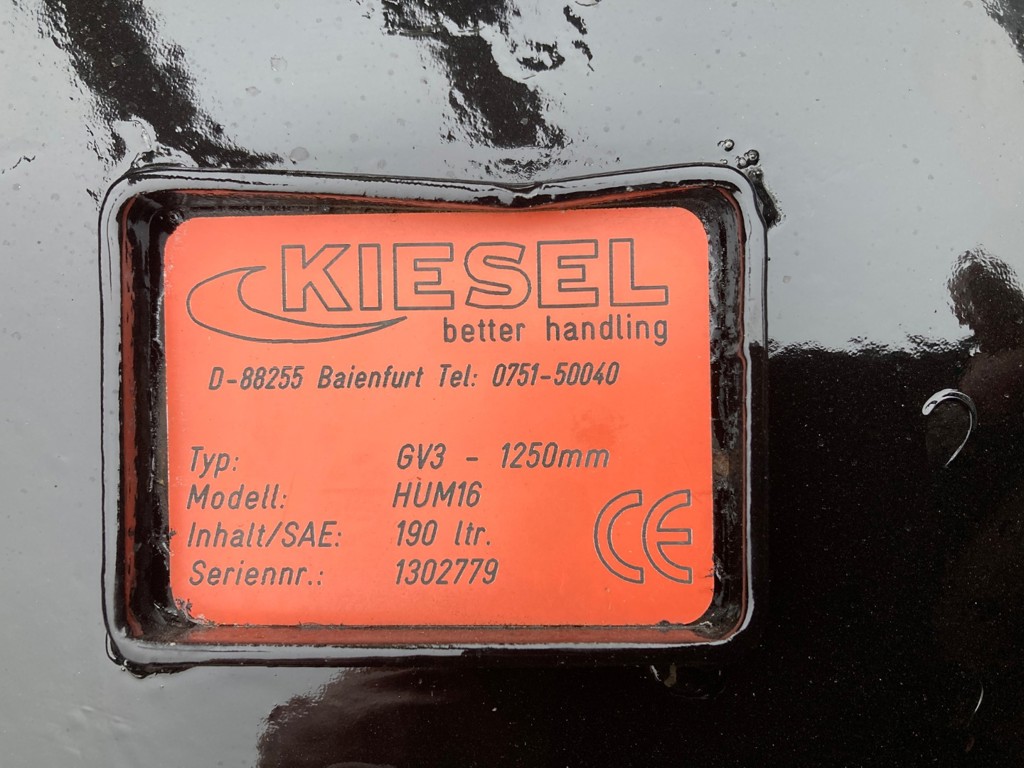 KIESEL
better handling
D-88255 Baienfurt Tel: 0751-50040
Typ: GV3 - 1250mm
Modell: HUM16
Inhalt/SAE: 190 ltr.
Seriennr.: 1302779
CE